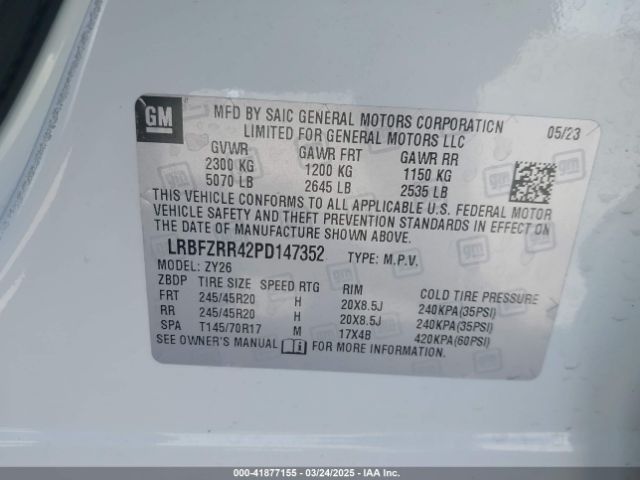 GM
MFD BY SAIC GENERAL MOTORS CORPORATION 05/23
LIMITED FOR GENERAL MOTORS LLC
GVWR GAWR FRT GAWR RR
2300 KG 1200 KG 1150 KG
5070 LB 2645 LB 2535 LB
THIS VEHICLE CONFORMS TO ALL APPLICABLE U.S. FEDERAL MOTOR
VEHICLE SAFETY AND THEFT PREVENTION STANDARDS IN EFFECT ON
THE DATE OF MANUFACTURE SHOWN ABOVE.
LRBFZRR42PD147352 TYPE: M.P.V.
MODEL: ZY26
ZBDP TIRE SIZE SPEED RTG RIM COLD TIRE PRESSURE
FRT 245/45R20 H 20X8.5J 240KPA(35PSI)
RR 245/45R20 H 20X8.5J 240KPA(35PSI)
SPA T145/70R17 M 17X4B 420KPA(60PSI)
SEE OWNER'S MANUAL i FOR MORE INFORMATION.
000-41877155 - 03/24/2025 - IAA Inc.